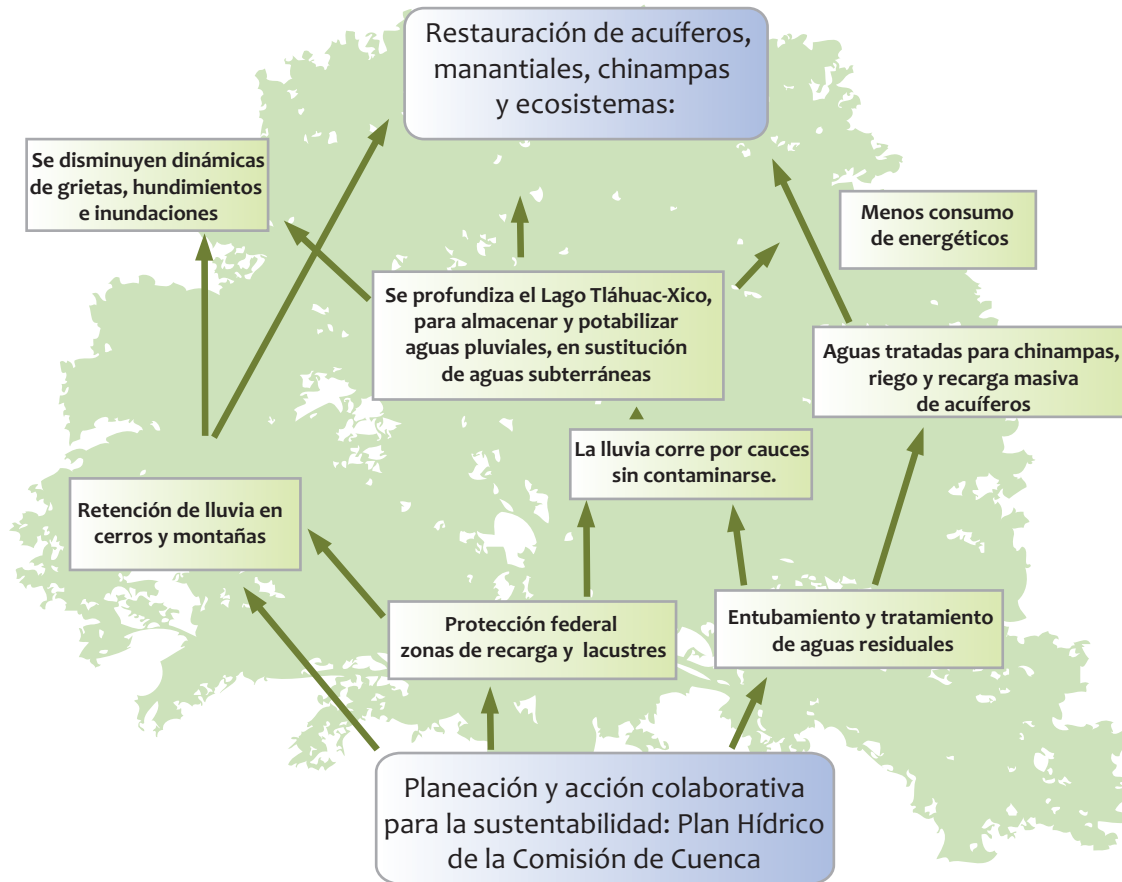 Restauración de acuíferos,
manantiales, chinampas
y ecosistemas:
Se disminuyen dinámicas
de grietas, hundimientos
e inundaciones
Menos consumo
de energéticos
Se profundiza el Lago Tláhuac-Xico,
para almacenar y potabilizar
aguas pluviales, en sustitución
de aguas subterráneas
Aguas tratadas para chinampas,
riego y recarga masiva
de acuíferos
La lluvia corre por cauces
sin contaminarse.
Retención de lluvia en
cerros y montañas
Protección federal
zonas de recarga y lacustres
Entubamiento y tratamiento
de aguas residuales
Planeación y acción colaborativa
para la sustentabilidad: Plan Hídrico
de la Comisión de Cuenca